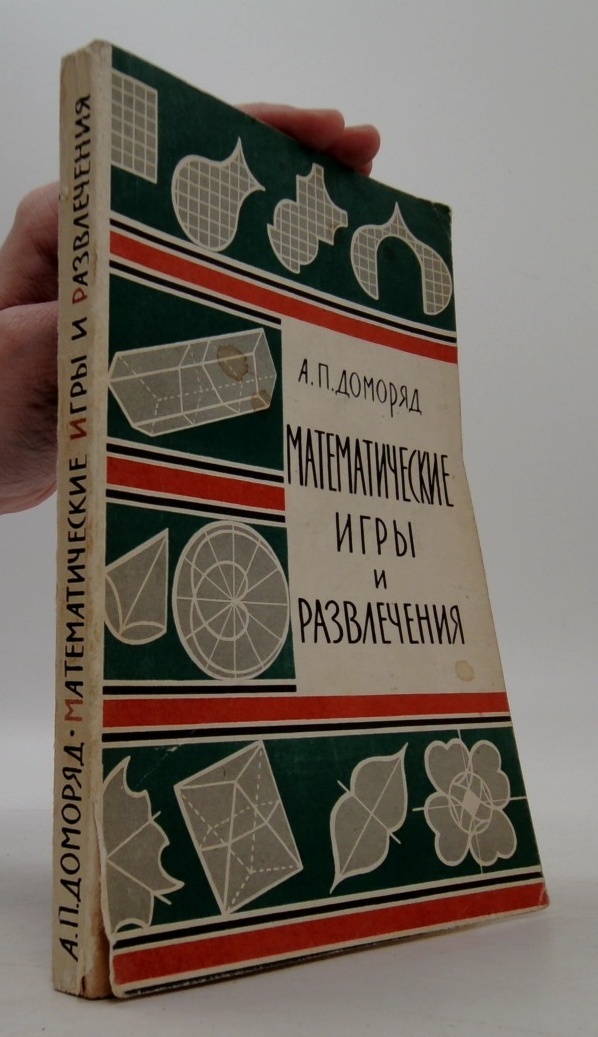 А.П.ДОМОРЯД
МАТЕМАТИЧЕСКИЕ
ИГРЫ
и
РАЗВЛЕЧЕНИЯ
А.П.ДОМОРЯД · МАТЕМАТИЧЕСКИЕ ИГРЫ И РАЗВЛЕЧЕНИЯ